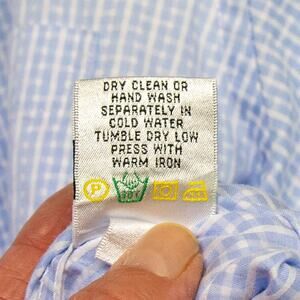 DRY CLEAN OR
HAND WASH
SEPARATELY IN
COLD WATER
TUMBLE DRY LOW
PRESS WITH
WARM IRON
P